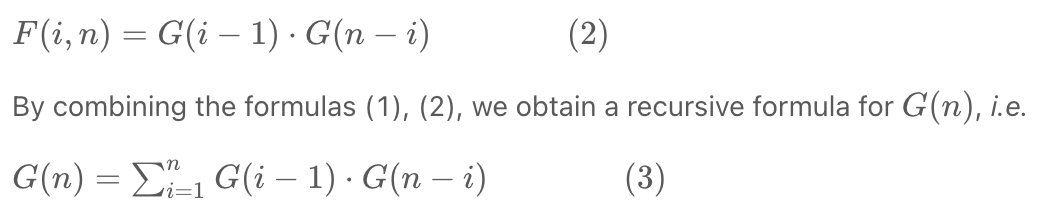 F(i, n) = G(i − 1) · G(n − i) (2)
By combining the formulas (1), (2), we obtain a recursive formula for G(n), i.e.
G(n) = ∑ⁿᵢ₌₁ G(i − 1) · G(n − i) (3)